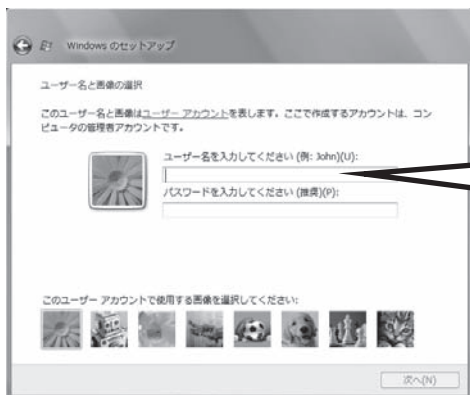 Windows のセットアップ
ユーザー名と画像の選択
このユーザー名と画像はユーザー アカウントを表します。ここで作成するアカウントは、コン
ピュータの管理者アカウントです。
ユーザー名を入力してください (例: John)(U):
パスワードを入力してください (推奨)(P):
このユーザー アカウントで使用する画像を選択してください:
次へ(N)